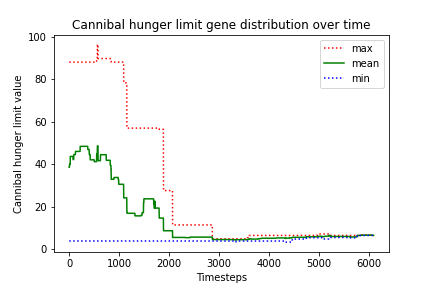 Cannibal hunger limit gene distribution over time
max
mean
min
Cannibal hunger limit value
100
80
60
40
20
0
0 1000 2000 3000 4000 5000 6000
Timesteps